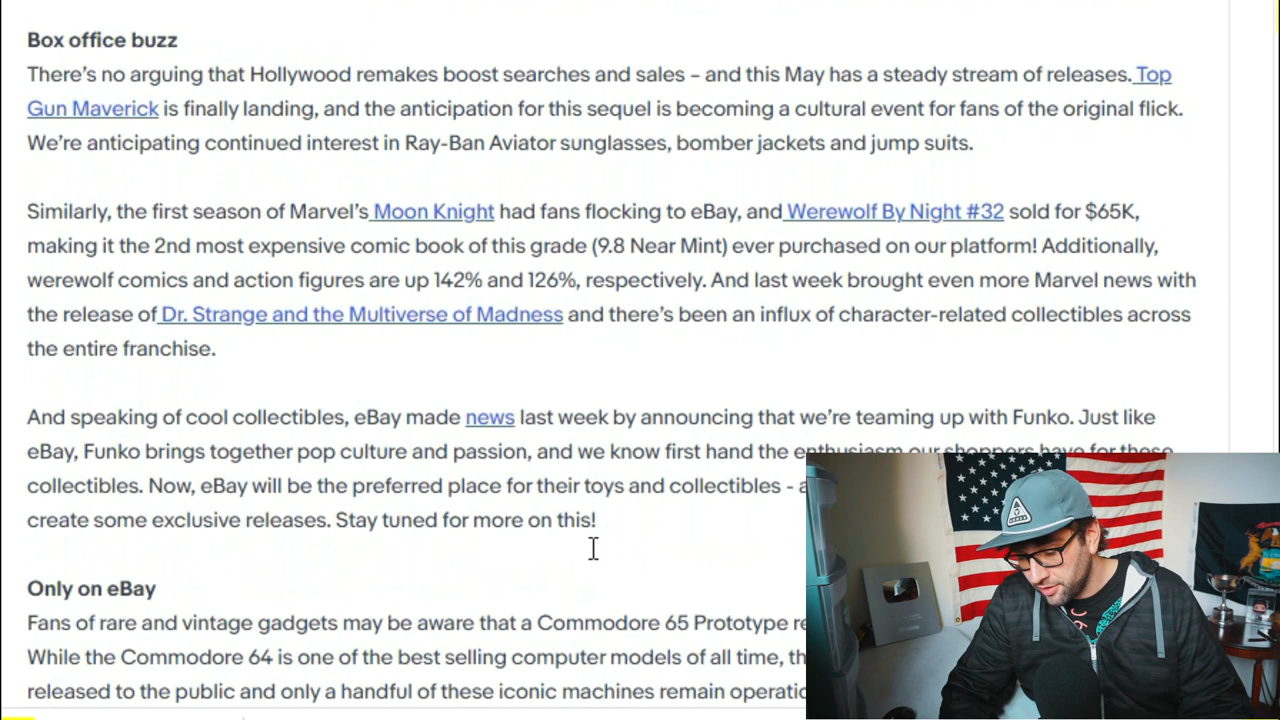 Box office buzz
There's no arguing that Hollywood remakes boost searches and sales – and this May has a steady stream of releases. Top
Gun Maverick is finally landing, and the anticipation for this sequel is becoming a cultural event for fans of the original flick.
We're anticipating continued interest in Ray-Ban Aviator sunglasses, bomber jackets and jump suits.
Similarly, the first season of Marvel's Moon Knight had fans flocking to eBay, and Werewolf By Night #32 sold for $65K,
making it the 2nd most expensive comic book of this grade (9.8 Near Mint) ever purchased on our platform! Additionally,
werewolf comics and action figures are up 142% and 126%, respectively. And last week brought even more Marvel news with
the release of Dr. Strange and the Multiverse of Madness and there's been an influx of character-related collectibles across
the entire franchise.
And speaking of cool collectibles, eBay made news last week by announcing that we're teaming up with Funko. Just like
eBay, Funko brings together pop culture and passion, and we know first hand the enthusiasm our shoppers have for these
collectibles. Now, eBay will be the preferred place for their toys and collectibles -
create some exclusive releases. Stay tuned for more on this!
Only on eBay
Fans of rare and vintage gadgets may be aware that a Commodore 65 Prototype
While the Commodore 64 is one of the best selling computer models of all time,
released to the public and only a handful of these iconic machines remain